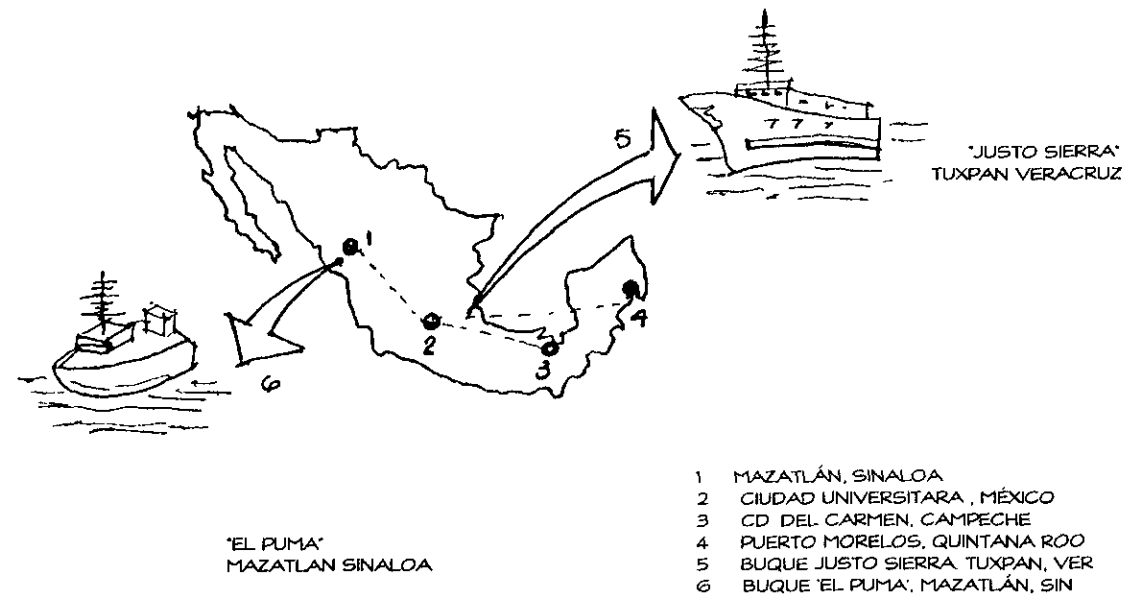 5
"JUSTO SIERRA"
TUXPAN VERACRUZ
1
2
3
4
6
"EL PUMA"
MAZATLAN SINALOA
1 MAZATLÁN, SINALOA
2 CIUDAD UNIVERSITARA , MÉXICO
3 CD DEL CARMEN, CAMPECHE
4 PUERTO MORELOS, QUINTANA ROO
5 BUQUE JUSTO SIERRA TUXPAN, VER
6 BUQUE 'EL PUMA', MAZATLÁN, SIN